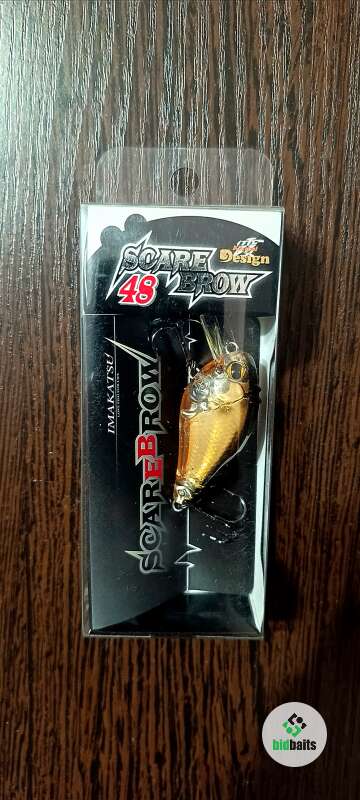 Design
SCARE
48 BROW
IMAKATSU
SCAREBROW
bidbaits